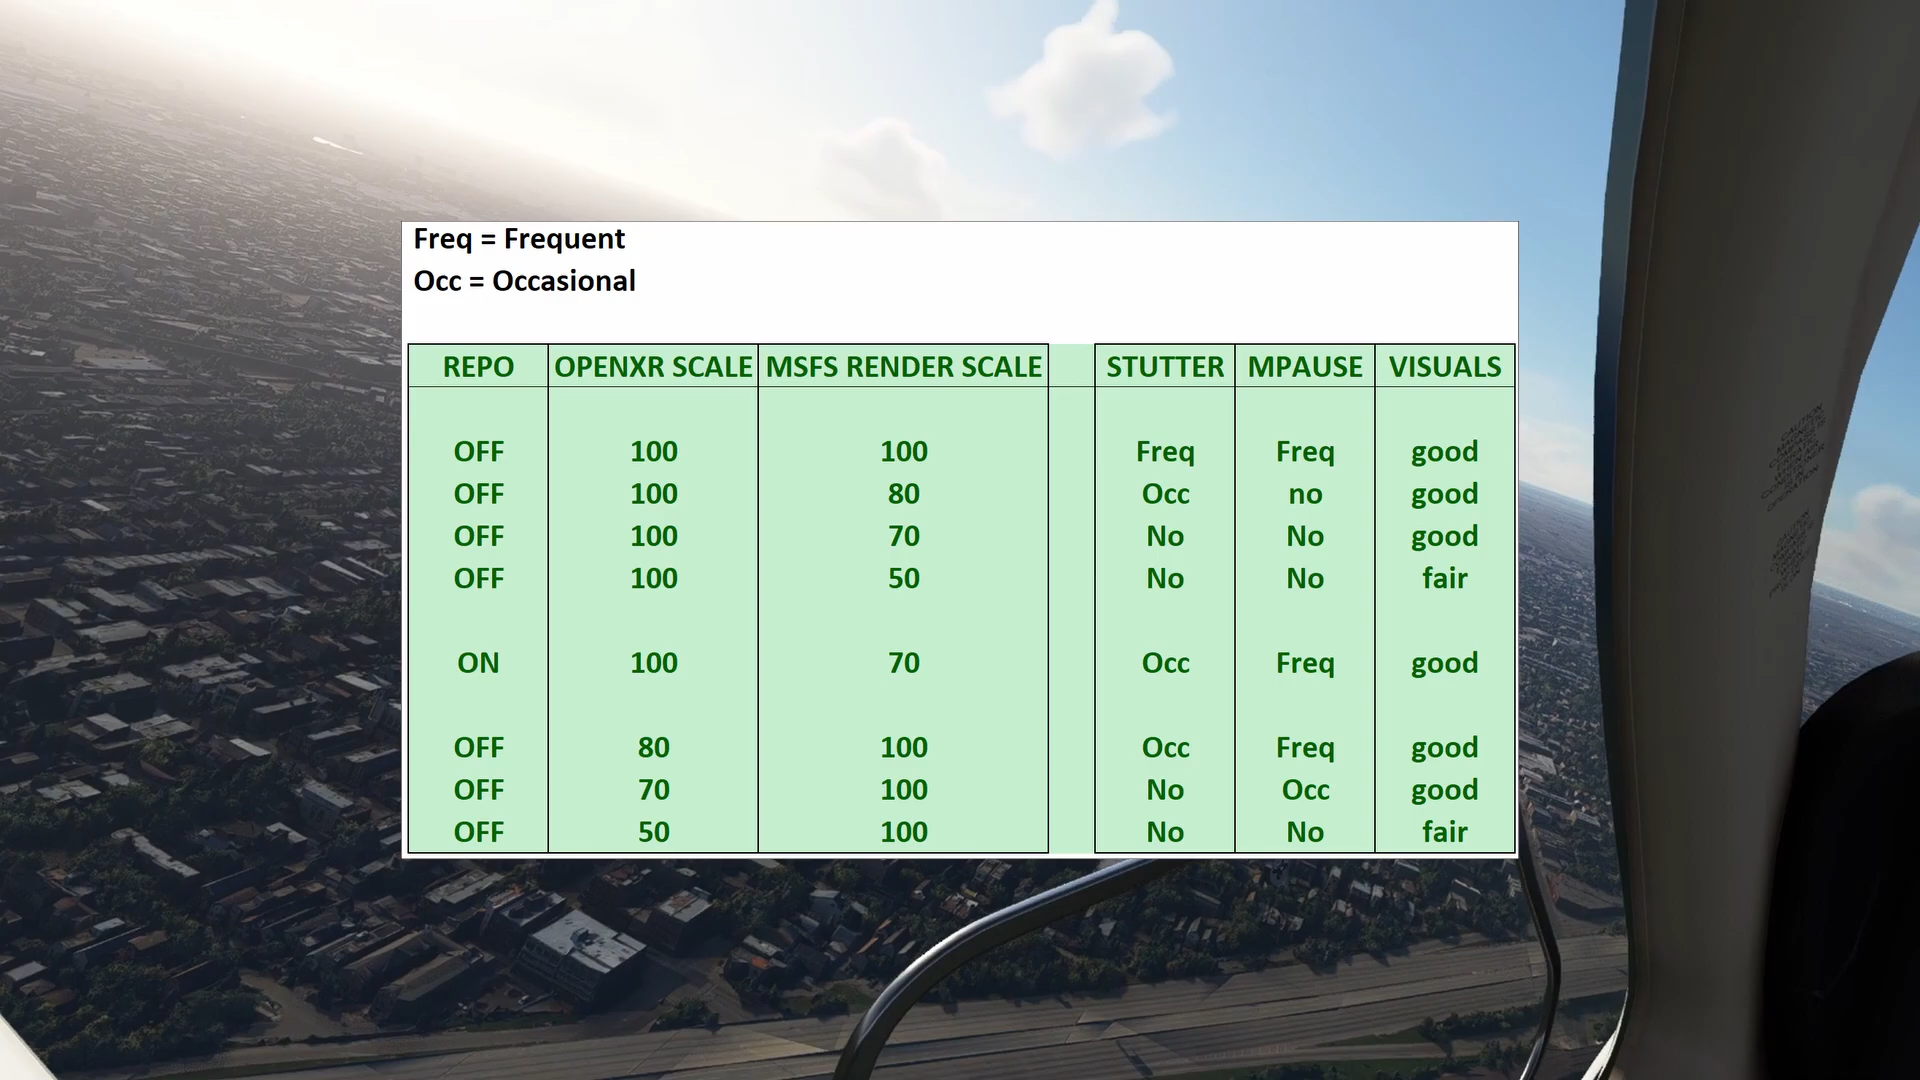 Freq = Frequent
Occ = Occasional
REPO OPENXR SCALE MSFS RENDER SCALE STUTTER MPAUSE VISUALS
OFF 100 100 Freq Freq good
OFF 100 80 Occ no good
OFF 100 70 No No good
OFF 100 50 No No fair
ON 100 70 Occ Freq good
OFF 80 100 Occ Freq good
OFF 70 100 No Occ good
OFF 50 100 No No fair